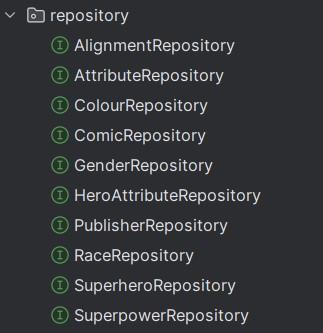 repository
AlignmentRepository
AttributeRepository
ColourRepository
ComicRepository
GenderRepository
HeroAttributeRepository
PublisherRepository
RaceRepository
SuperheroRepository
SuperpowerRepository